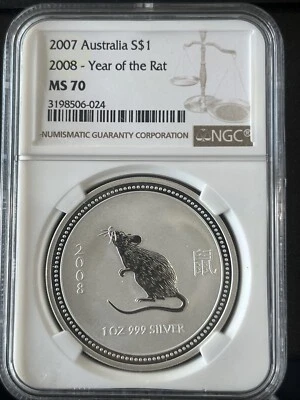 2007 Australia S$1
2008 - Year of the Rat
MS 70
3198506-024
NUMISMATIC GUARANTY CORPORATION
NGC®
2008
鼠
1 OZ 999 SILVER